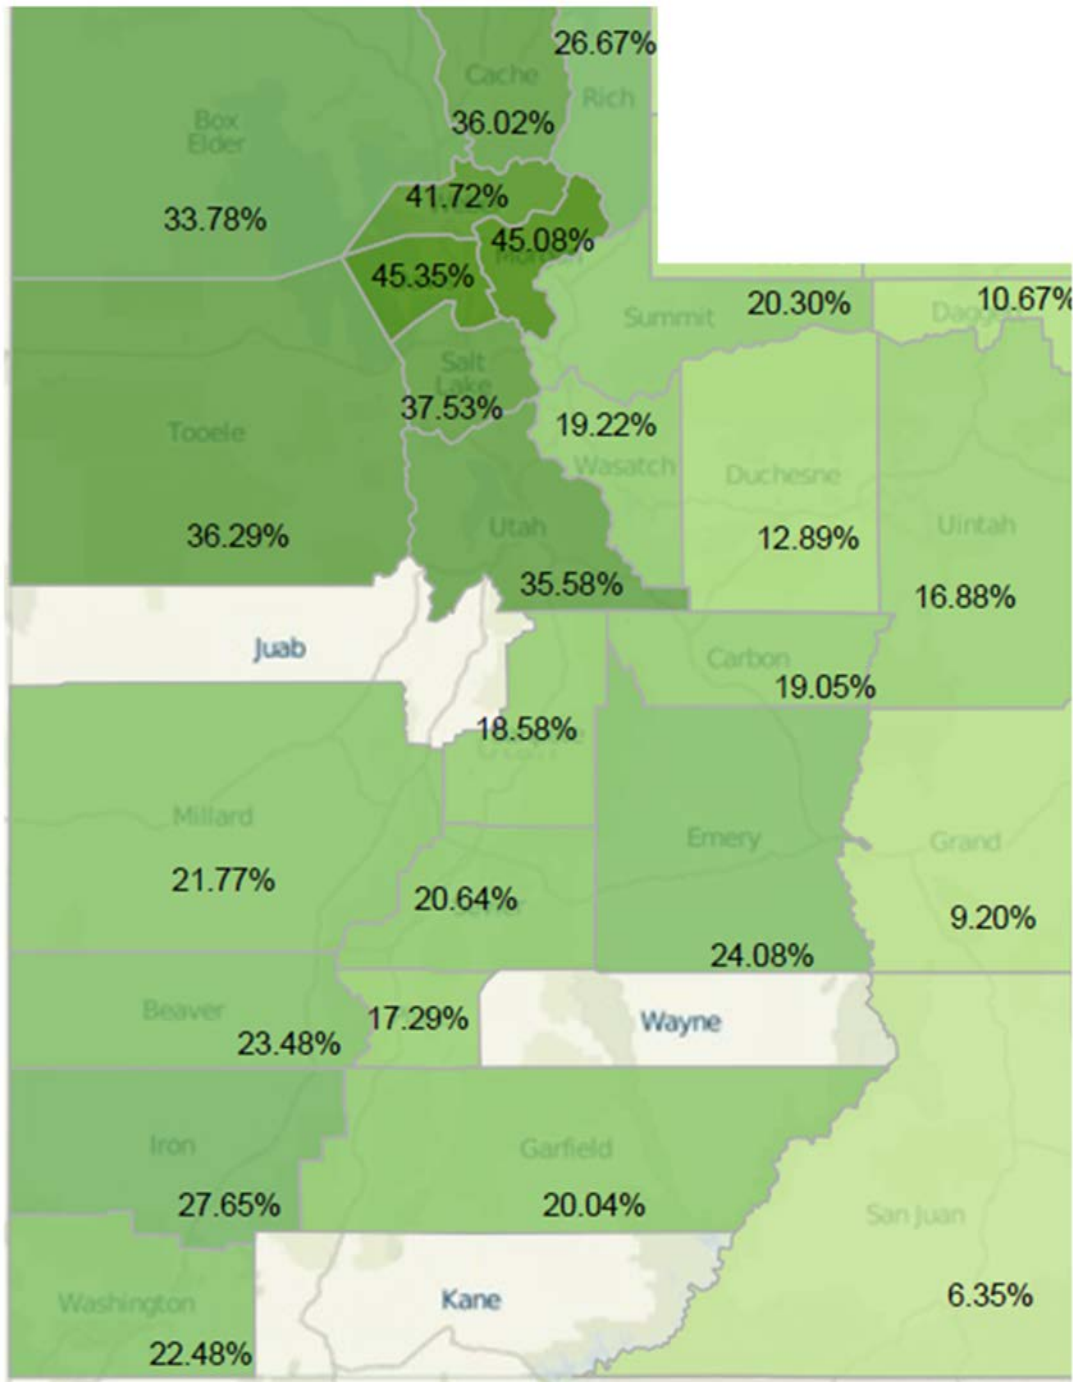 26.67%
Cache
Rich
Box
Elder
36.02%
41.72%
33.78%
45.08%
Morgan
45.35%
10.67%
20.30%
Daggett
Summit
Salt
Lake
37.53%
19.22%
Tooele
Wasatch
Duchesne
Utah
Uintah
36.29%
12.89%
35.58%
16.88%
Juab
Carbon
19.05%
18.58%
Millard
Emery
Grand
21.77%
20.64%
Sevier
9.20%
24.08%
Beaver
17.29%
Wayne
23.48%
Iron
Garfield
27.65%
20.04%
San Juan
Washington
Kane
6.35%
22.48%